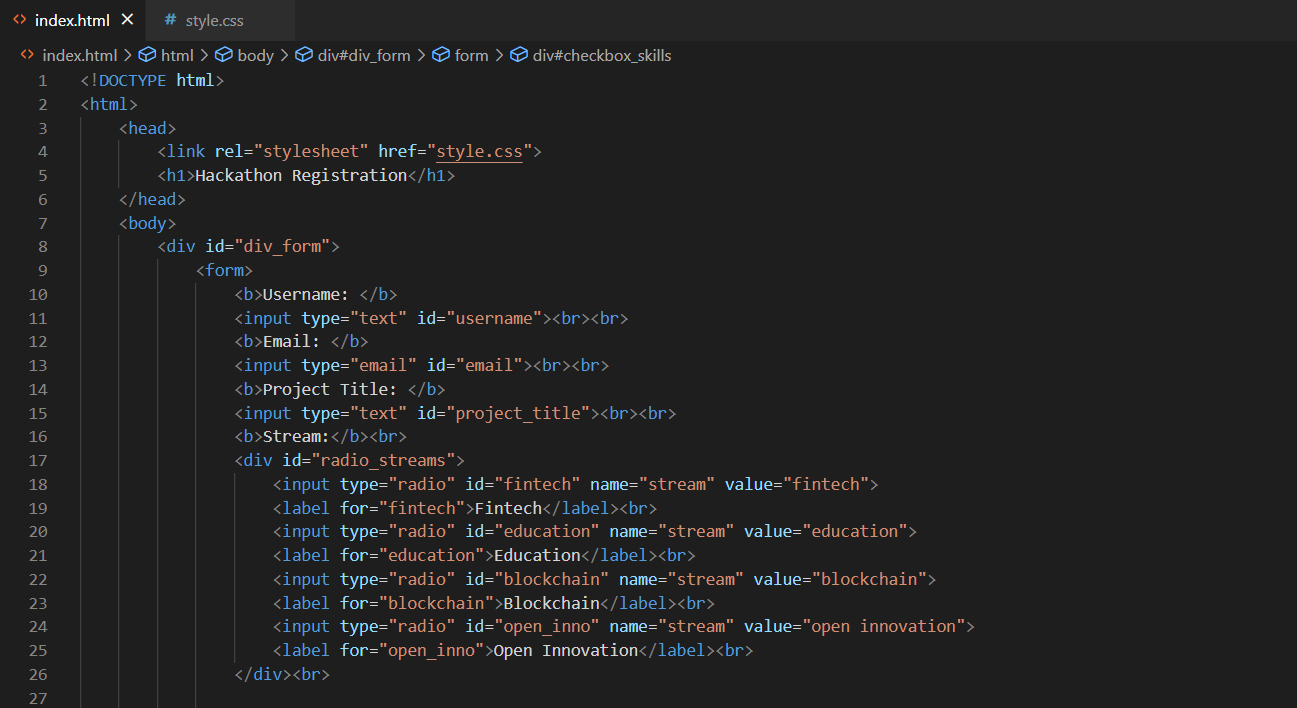 index.html × # style.css
index.html > html > body > div#div_form > form > div#checkbox_skills
1 <!DOCTYPE html>
2 <html>
3 <head>
4 <link rel="stylesheet" href="style.css">
5 <h1>Hackathon Registration</h1>
6 </head>
7 <body>
8 <div id="div_form">
9 <form>
10 <b>Username: </b>
11 <input type="text" id="username"><br><br>
12 <b>Email: </b>
13 <input type="email" id="email"><br><br>
14 <b>Project Title: </b>
15 <input type="text" id="project_title"><br><br>
16 <b>Stream:</b><br>
17 <div id="radio_streams">
18 <input type="radio" id="fintech" name="stream" value="fintech">
19 <label for="fintech">Fintech</label><br>
20 <input type="radio" id="education" name="stream" value="education">
21 <label for="education">Education</label><br>
22 <input type="radio" id="blockchain" name="stream" value="blockchain">
23 <label for="blockchain">Blockchain</label><br>
24 <input type="radio" id="open_inno" name="stream" value="open innovation">
25 <label for="open_inno">Open Innovation</label><br>
26 </div><br>
27